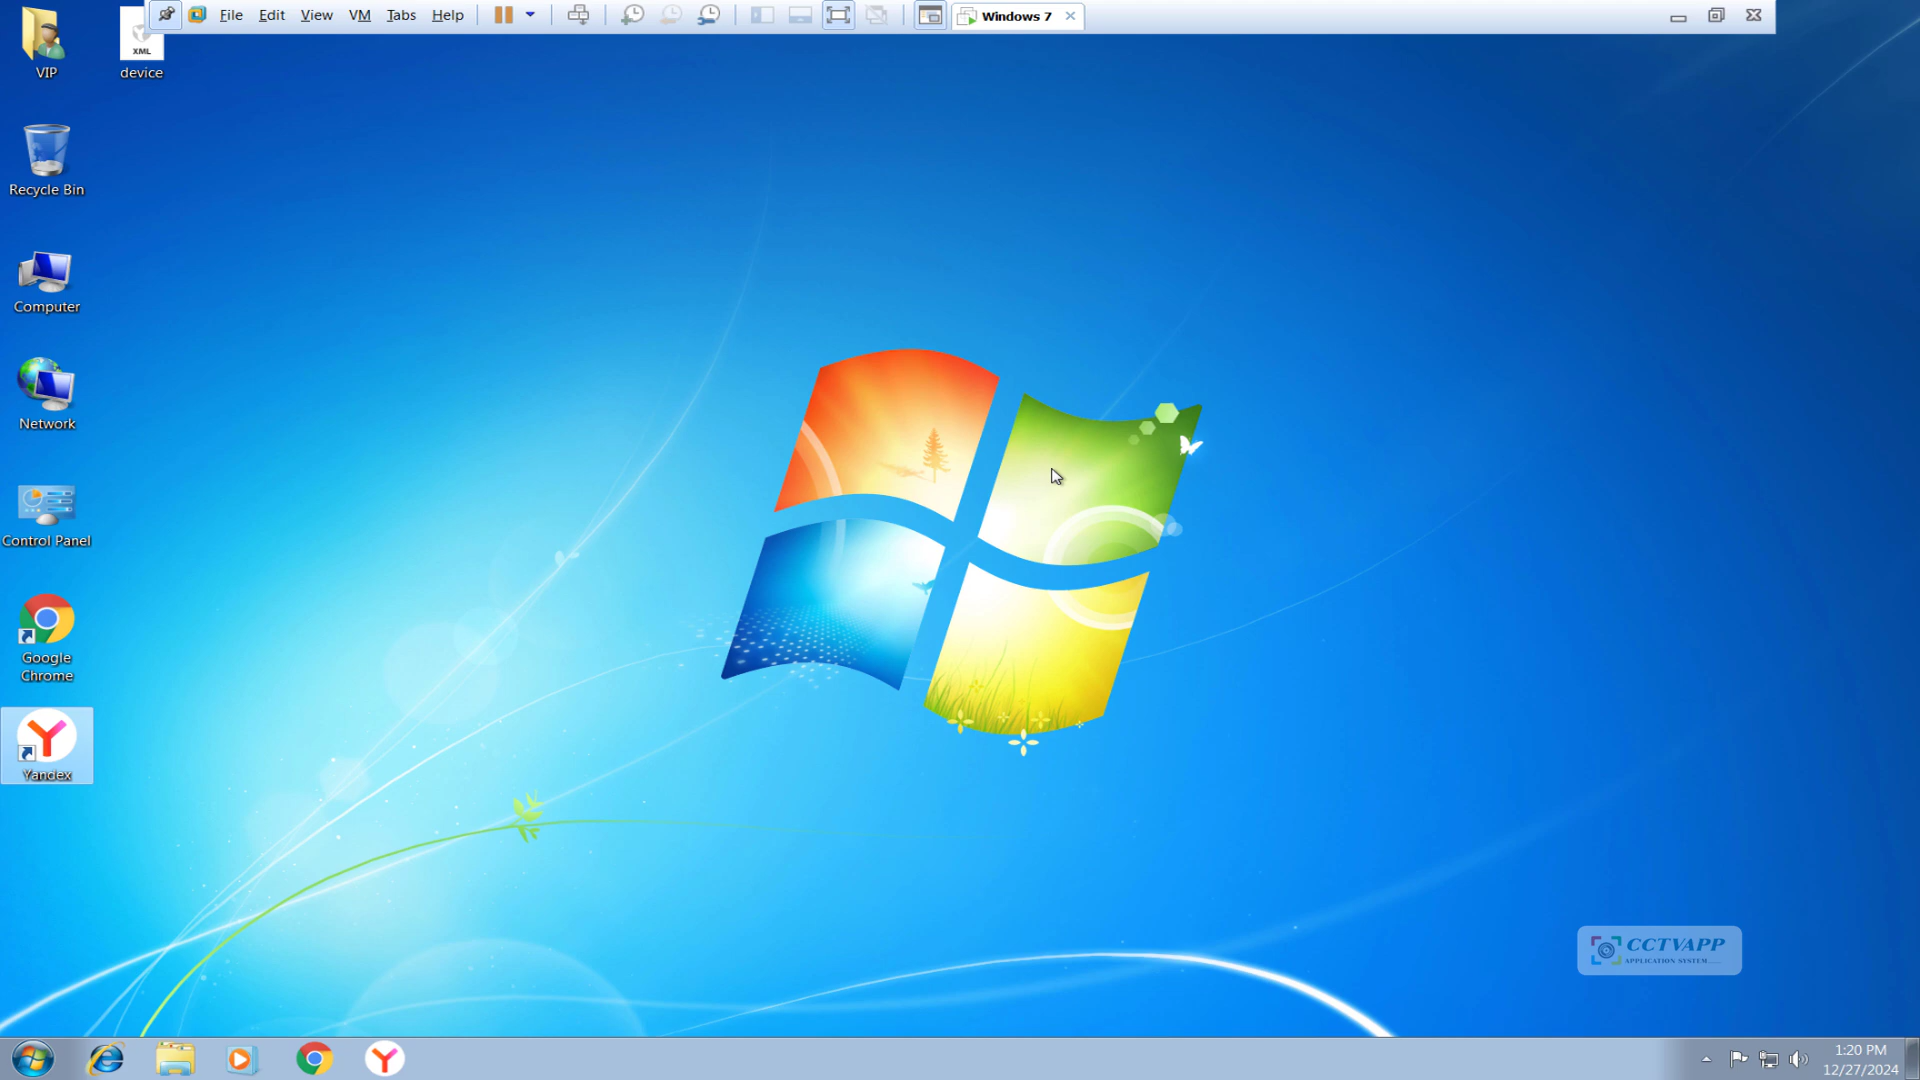 File Edit View VM Tabs Help
Windows 7
VIP
XML
device
Recycle Bin
Computer
Network
Control Panel
Google
Chrome
Yandex
CCTVAPP
APPLICATION SYSTEM......
1:20 PM
12/27/2024